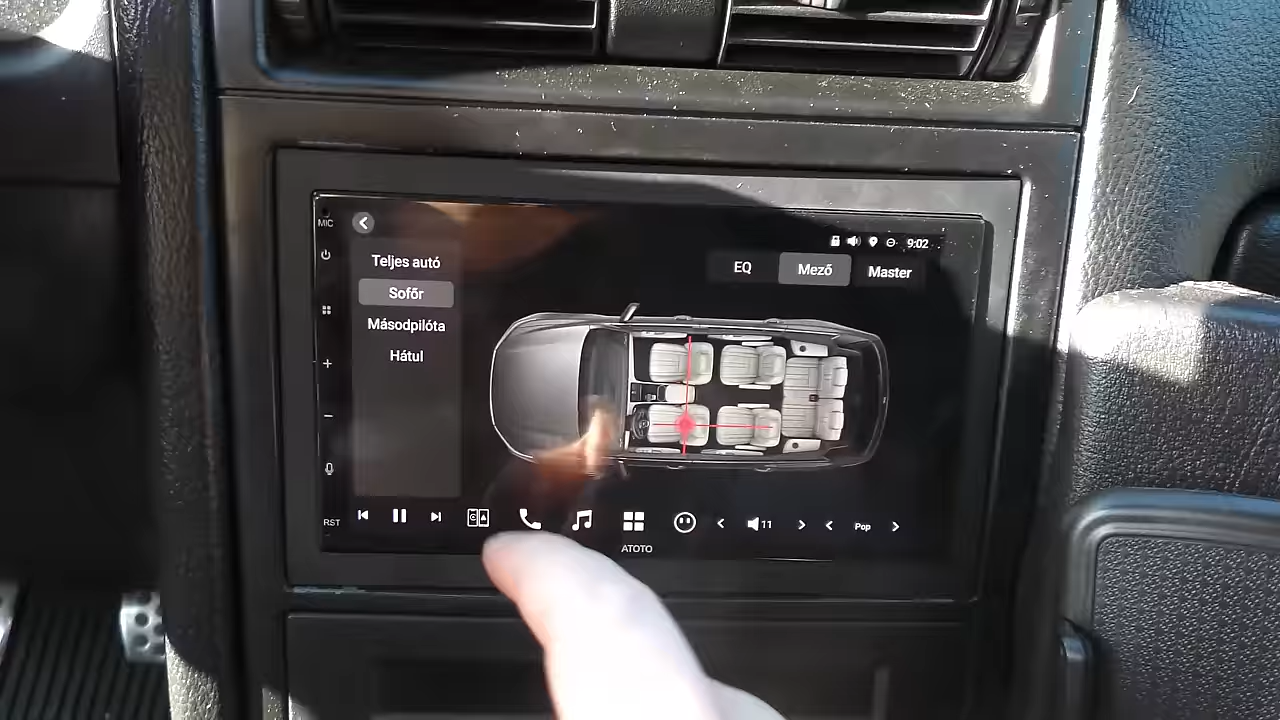 MIC
9:02
Teljes autó
EQ
Mező
Master
Sofőr
Másodpilóta
Hátul
RST
11
Pop
ATOTO